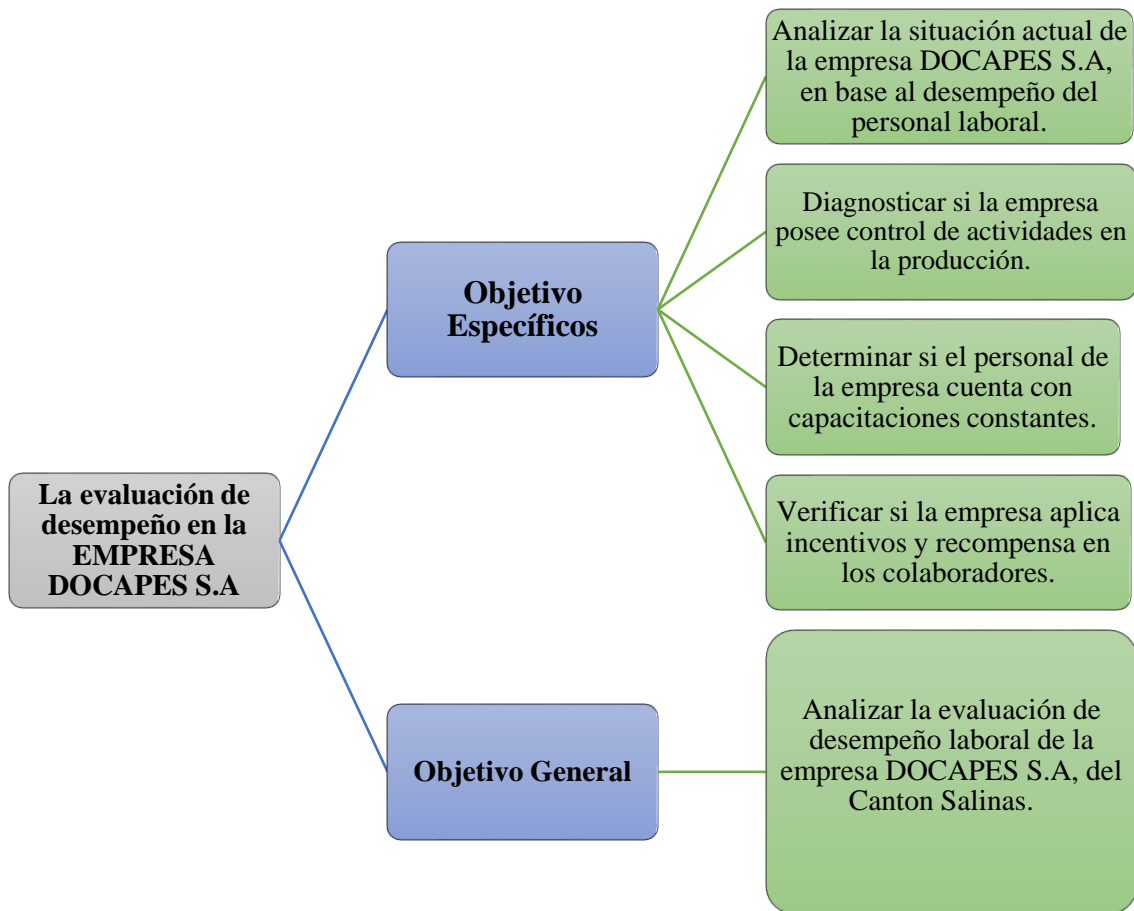 La evaluación de
desempeño en la
EMPRESA
DOCAPES S.A
Objetivo
Específicos
Analizar la situación actual de
la empresa DOCAPES S.A,
en base al desempeño del
personal laboral.
Diagnosticar si la empresa
posee control de actividades en
la producción.
Determinar si el personal de
la empresa cuenta con
capacitaciones constantes.
Verificar si la empresa aplica
incentivos y recompensa en
los colaboradores.
Objetivo General
Analizar la evaluación de
desempeño laboral de la
empresa DOCAPES S.A, del
Canton Salinas.